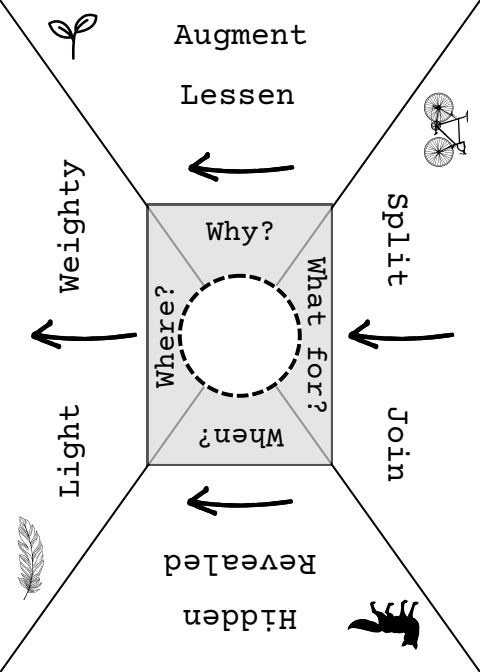 Augment
Lessen
Weighty
Split
Why?
What for?
Where?
When?
Light
Join
Revealed
Hidden